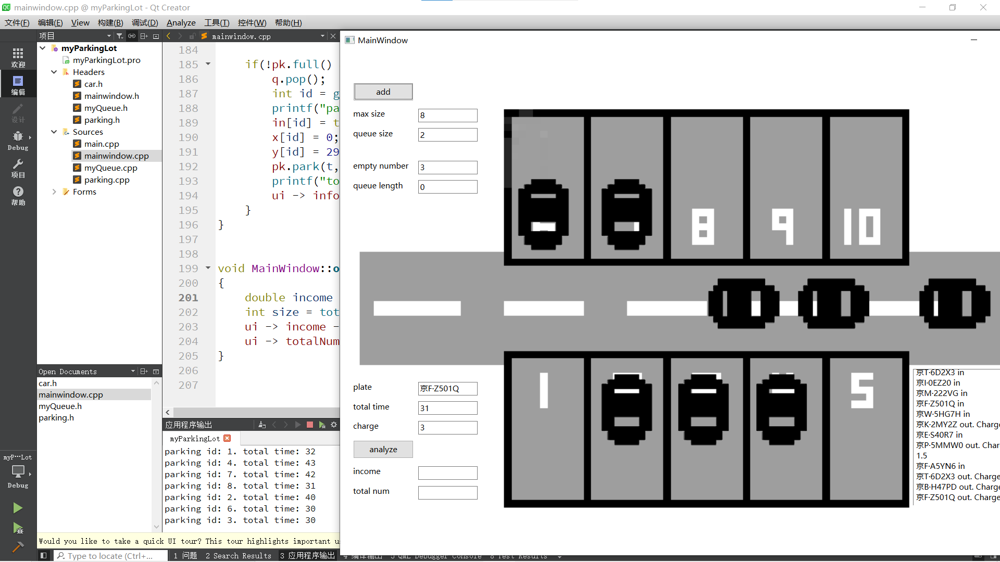 mainwindow.cpp @ myParkingLot - Qt Creator
文件(F) 编辑(E) View 构建(B) 调试(D) Analyze 工具(T) 控件(W) 帮助(H)
项目
mainwindow.cpp
欢迎
编辑
设计
Debug
项目
帮助
myP···Lot
Debug
myParkingLot
myParkingLot.pro
Headers
car.h
mainwindow.h
myQueue.h
parking.h
Sources
main.cpp
mainwindow.cpp
myQueue.cpp
parking.cpp
Forms
Open Documents
car.h
mainwindow.cpp
myQueue.h
parking.h
184
185 if(!pk.full()
186 q.pop();
187 int id = g
188 printf("pa
189 in[id] = t
190 x[id] = 0;
191 y[id] = 29
192 pk.park(t,
193 printf("to
194 ui -> info
195 }
196 }
197
198
199 void MainWindow::o
200 {
201 double income
202 int size = tot
203 ui -> income -
204 ui -> totalNum
205 }
206
207
应用程序输出
myParkingLot
parking id: 1. total time: 32
parking id: 4. total time: 43
parking id: 7. total time: 42
parking id: 8. total time: 31
parking id: 2. total time: 40
parking id: 6. total time: 30
parking id: 3. total time: 30
Would you like to take a quick UI tour? This tour highlights important u
Type to locate (Ctrl+...
1 问题 2 Search Results 3 应用程序输出 4 编译输出 5 QML Debugger Console 8 Test Results
MainWindow
add
max size 8
queue size 2
empty number 3
queue length 0
8 9 10
1 5
plate 京F·Z501Q
total time 31
charge 3
analyze
income
total num
京T·6D2X3 in
京I·0EZ20 in
京M·222VG in
京F·Z501Q in
京W·5HG7H in
京K·2MY2Z out. Charge
京E·S40R7 in
京P·5MMW0 out. Char
1.5
京F·A5YN6 in
京T·6D2X3 out. Charge
京B·H47PD out. Charge
京F·Z501Q out. Charge